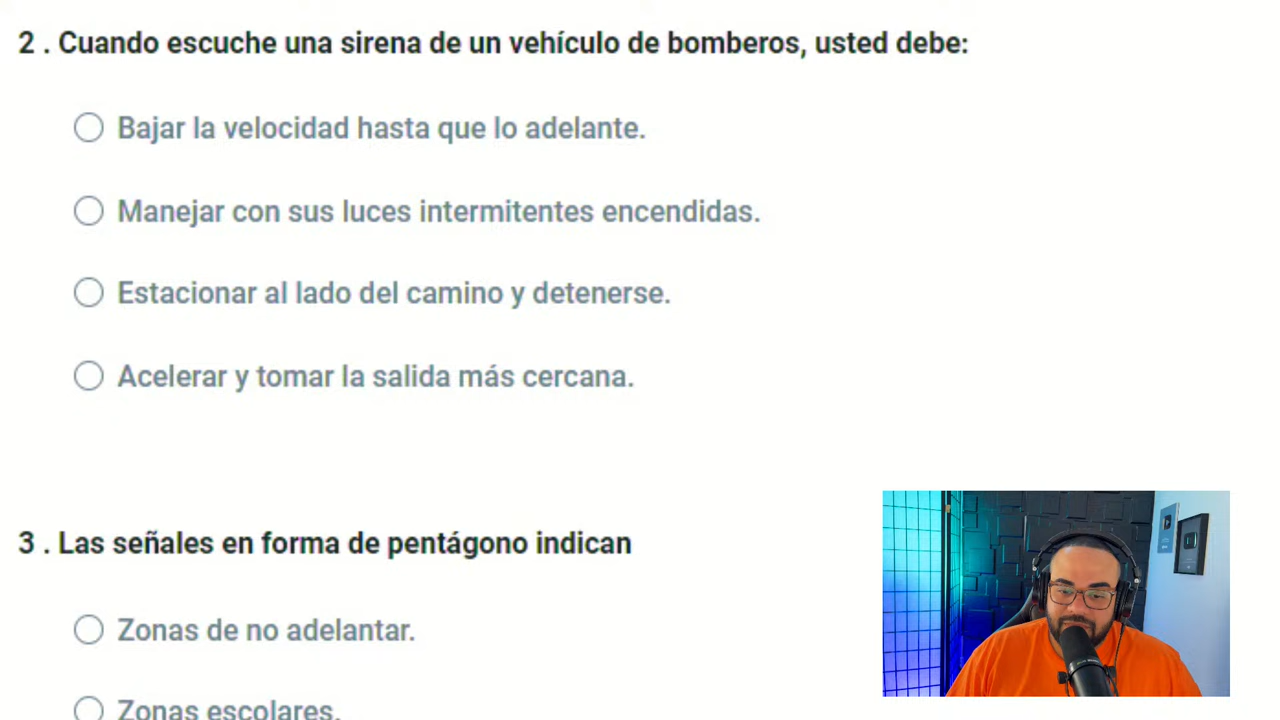 2 . Cuando escuche una sirena de un vehículo de bomberos, usted debe:
Bajar la velocidad hasta que lo adelante.
Manejar con sus luces intermitentes encendidas.
Estacionar al lado del camino y detenerse.
Acelerar y tomar la salida más cercana.
3 . Las señales en forma de pentágono indican
Zonas de no adelantar.
Zonas escolares.